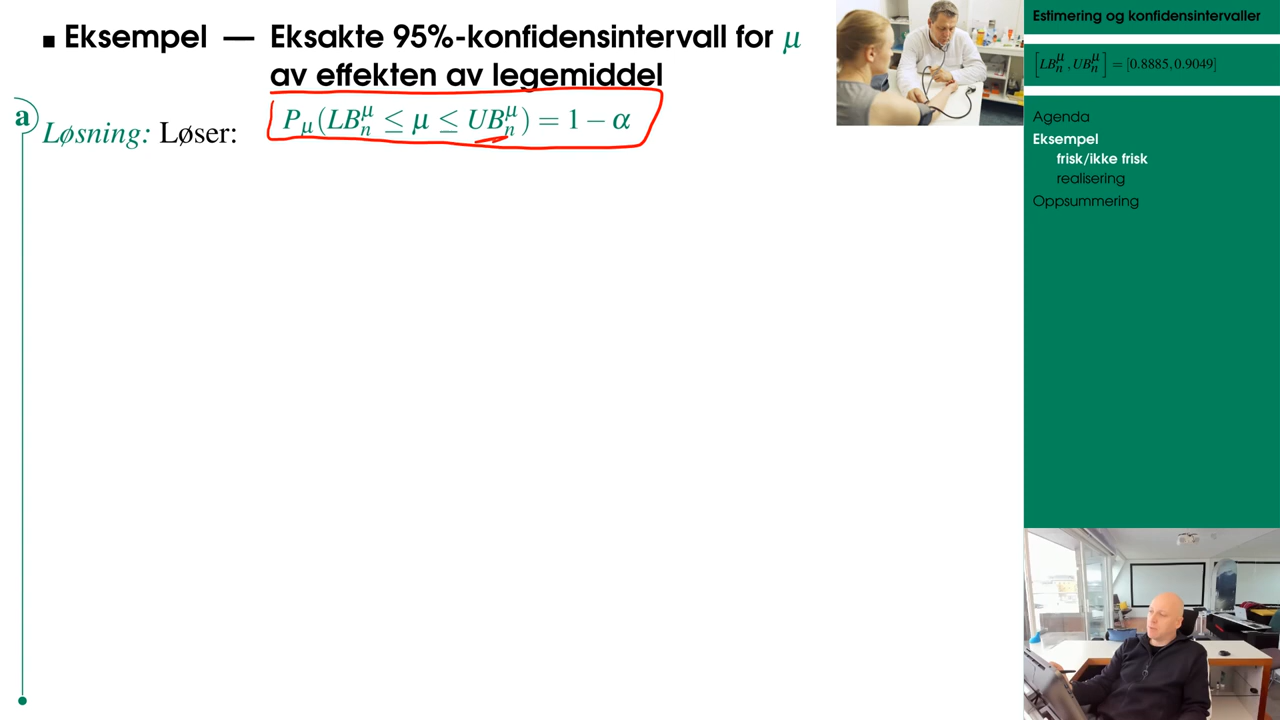 ▪ Eksempel — Eksakte 95%-konfidensintervall for μ
av effekten av legemiddel
a
Løsning: Løser: P_μ(LB_n^μ ≤ μ ≤ UB_n^μ) = 1 − α
Estimering og konfidensintervaller
[LB_n^μ, UB_n^μ] = [0.8885, 0.9049]
Agenda
Eksempel
frisk/ikke frisk
realisering
Oppsummering